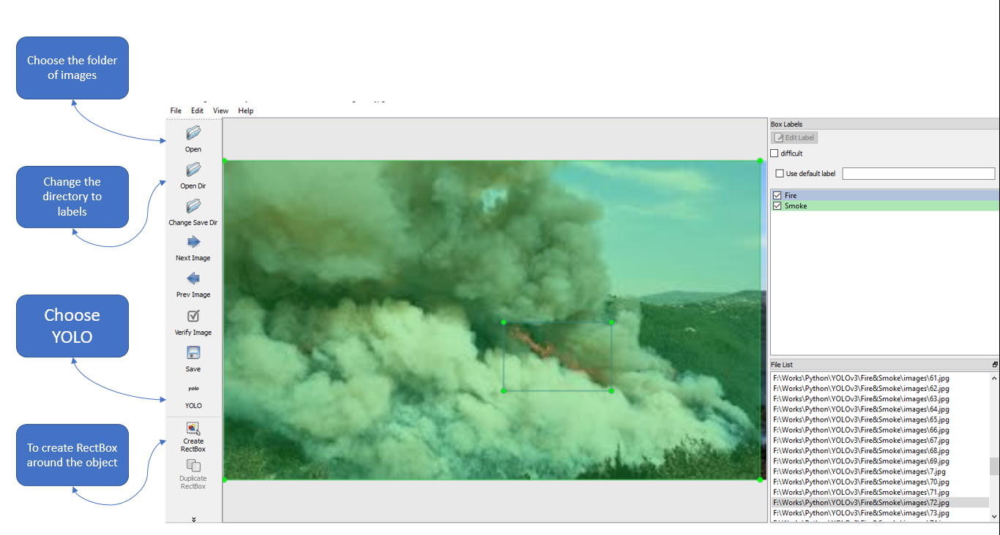 Choose the folder
of images
Change the
directory to
labels
Choose
YOLO
To create RectBox
around the object
File Edit View Help
Open
Open Dir
Change Save Dir
Next Image
Prev Image
Verify Image
Save
yolo
YOLO
Create
RectBox
Duplicate
RectBox
Box Labels
Edit Label
difficult
Use default label
Fire
Smoke
File List
F:\Works\Python\YOLOv3\Fire&Smoke\images\61.jpg
F:\Works\Python\YOLOv3\Fire&Smoke\images\62.jpg
F:\Works\Python\YOLOv3\Fire&Smoke\images\63.jpg
F:\Works\Python\YOLOv3\Fire&Smoke\images\64.jpg
F:\Works\Python\YOLOv3\Fire&Smoke\images\65.jpg
F:\Works\Python\YOLOv3\Fire&Smoke\images\66.jpg
F:\Works\Python\YOLOv3\Fire&Smoke\images\67.jpg
F:\Works\Python\YOLOv3\Fire&Smoke\images\68.jpg
F:\Works\Python\YOLOv3\Fire&Smoke\images\69.jpg
F:\Works\Python\YOLOv3\Fire&Smoke\images\7.jpg
F:\Works\Python\YOLOv3\Fire&Smoke\images\70.jpg
F:\Works\Python\YOLOv3\Fire&Smoke\images\71.jpg
F:\Works\Python\YOLOv3\Fire&Smoke\images\72.jpg
F:\Works\Python\YOLOv3\Fire&Smoke\images\73.jpg